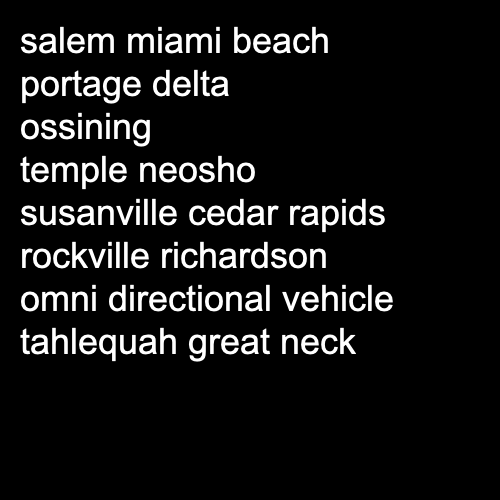 salem miami beach
portage delta
ossining
temple neosho
susanville cedar rapids
rockville richardson
omni directional vehicle
tahlequah great neck